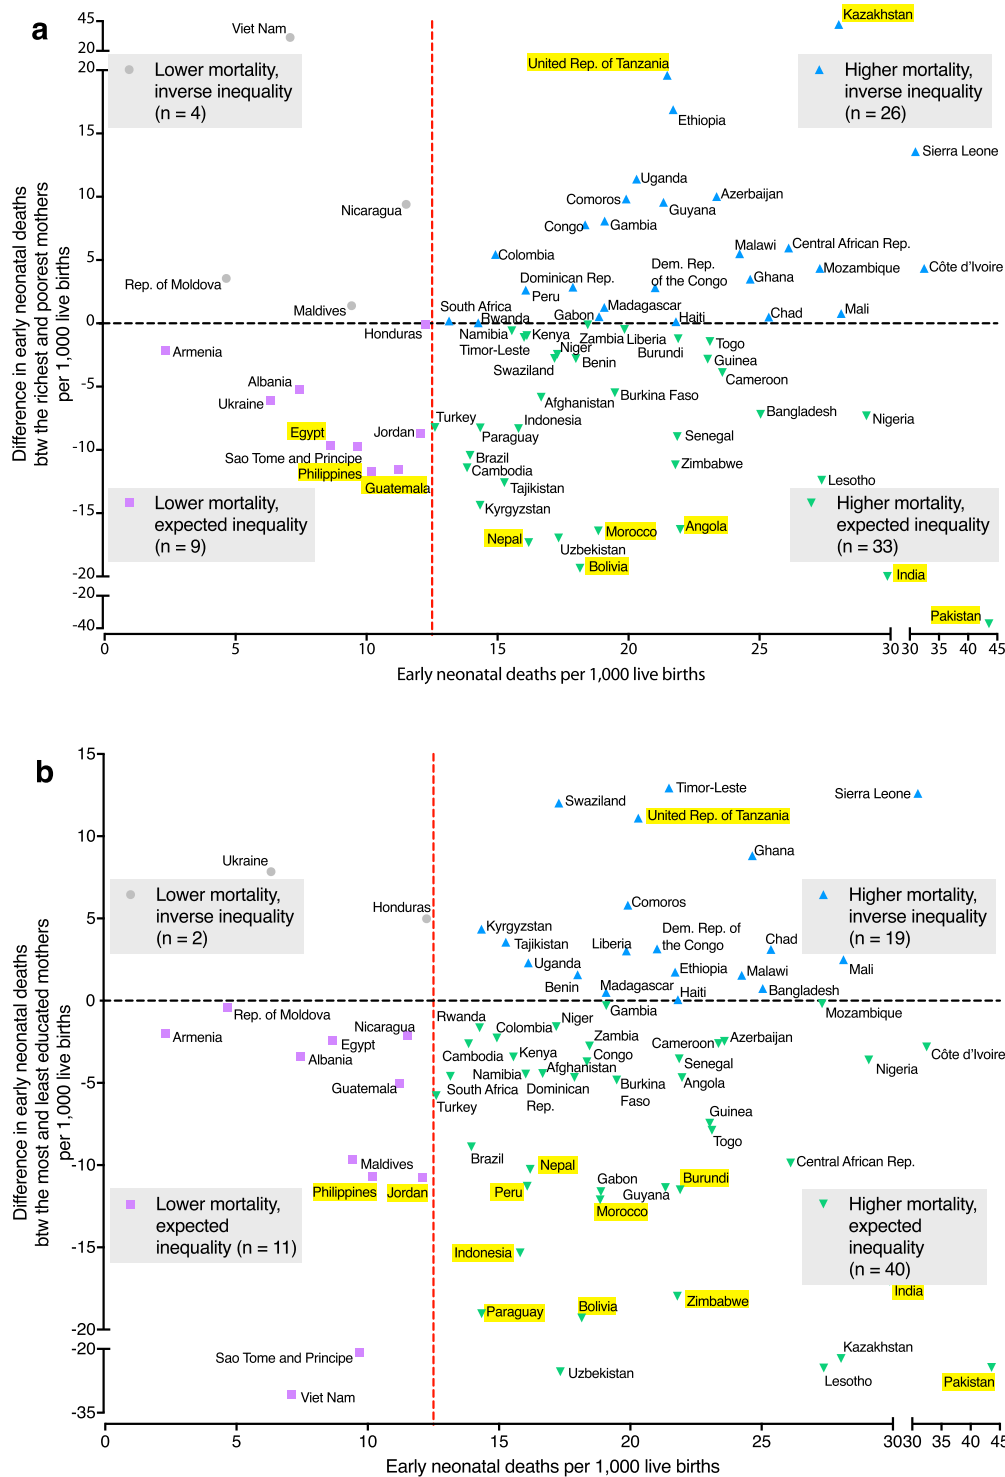 a
45
Kazakhstan
Viet Nam
20
United Rep. of Tanzania
20
Lower mortality,
inverse inequality
(n = 4)
Higher mortality,
inverse inequality
(n = 26)
Ethiopia
15
Sierra Leone
Uganda
10
Comoros
Azerbaijan
Nicaragua
Guyana
Congo
Gambia
Malawi
Central African Rep.
Colombia
5
Dem. Rep.
of the Congo
Mozambique
Côte d'Ivoire
Rep. of Moldova
Dominican Rep.
Ghana
Peru
Maldives
South Africa
Madagascar
Gabon
Rwanda
Haiti
Chad
Mali
0
Honduras
Namibia
Kenya
Zambia
Liberia
Togo
Armenia
Timor-Leste
Niger
Burundi
Guinea
Swaziland
Benin
Cameroon
Albania
-5
Ukraine
Afghanistan
Burkina Faso
Turkey
Indonesia
Bangladesh
Nigeria
Egypt
Jordan
Paraguay
Senegal
-10
Sao Tome and Principe
Brazil
Zimbabwe
Philippines
Cambodia
Guatemala
Tajikistan
Lesotho
Lower mortality,
expected inequality
(n = 9)
Higher mortality,
expected inequality
(n = 33)
Kyrgyzstan
-15
Nepal
Morocco
Angola
Uzbekistan
Bolivia
India
-20
-20
Pakistan
-40
Difference in early neonatal deaths
btw the richest and poorest mothers
per 1,000 live births
0 5 10 15 20 25 30 30 35 40 45
Early neonatal deaths per 1,000 live births
b
15
Timor-Leste
Sierra Leone
Swaziland
United Rep. of Tanzania
10
Ghana
Ukraine
Lower mortality,
inverse inequality
(n = 2)
Higher mortality,
inverse inequality
(n = 19)
Honduras
Comoros
5
Kyrgyzstan
Dem. Rep. of
the Congo
Tajikistan
Liberia
Chad
Uganda
Ethiopia
Malawi
Mali
Benin
Madagascar
Haiti
Bangladesh
0
Rep. of Moldova
Gambia
Mozambique
Rwanda
Niger
Nicaragua
Colombia
Armenia
Egypt
Zambia
Cameroon
Azerbaijan
Albania
Cambodia
Kenya
Congo
Senegal
Côte d'Ivoire
Namibia
Afghanistan
Nigeria
Guatemala
South Africa
Dominican
Rep.
Burkina
Faso
Angola
-5
Turkey
Guinea
Togo
Brazil
Maldives
Nepal
Central African Rep.
-10
Philippines
Jordan
Peru
Gabon
Guyana
Burundi
Morocco
Lower mortality,
expected
inequality (n = 11)
Higher mortality,
expected
inequality
(n = 40)
Indonesia
-15
India
Paraguay
Bolivia
Zimbabwe
-20
-20
Sao Tome and Principe
Kazakhstan
Uzbekistan
Lesotho
Pakistan
Viet Nam
-35
Difference in early neonatal deaths
btw the most and least educated mothers
per 1,000 live births
0 5 10 15 20 25 30 30 35 40 45
Early neonatal deaths per 1,000 live births